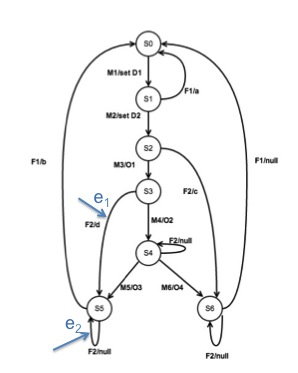 S0
M1/set D1
F1/a
S1
M2/set D2
S2
F1/b
F1/null
M3/O1
S3
F2/c
e1
M4/O2
F2/d
F2/null
S4
M5/O3
M6/O4
S5
S6
e2
F2/null
F2/null